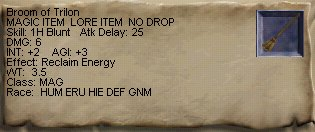 Broom of Trilon
MAGIC ITEM LORE ITEM NO DROP
Skill: 1H Blunt Atk Delay: 25
DMG: 6
INT: +2 AGI: +3
Effect: Reclaim Energy
WT: 3.5
Class: MAG
Race: HUM ERU HIE DEF GNM